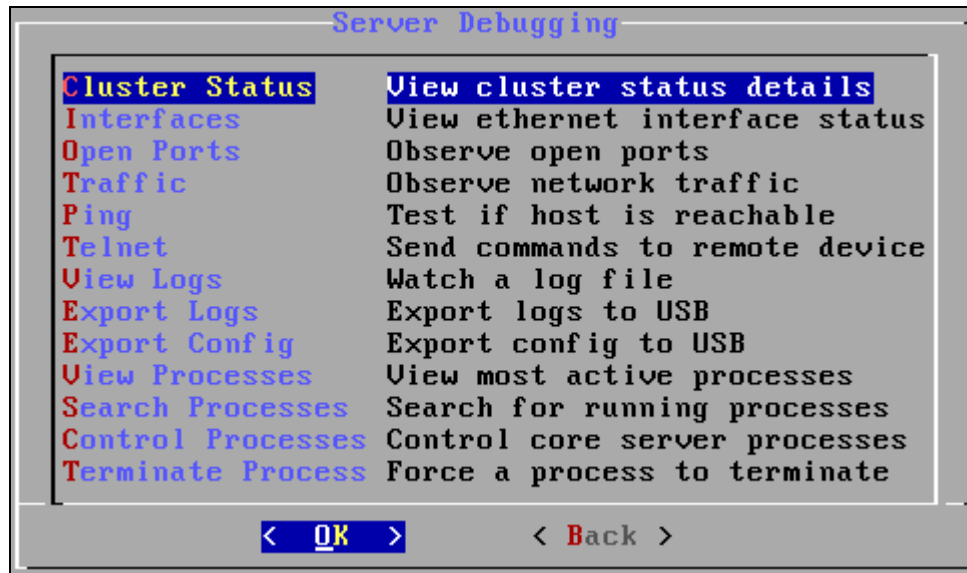 Server Debugging
Cluster Status View cluster status details
Interfaces View ethernet interface status
Open Ports Observe open ports
Traffic Observe network traffic
Ping Test if host is reachable
Telnet Send commands to remote device
View Logs Watch a log file
Export Logs Export logs to USB
Export Config Export config to USB
View Processes View most active processes
Search Processes Search for running processes
Control Processes Control core server processes
Terminate Process Force a process to terminate
< OK > < Back >